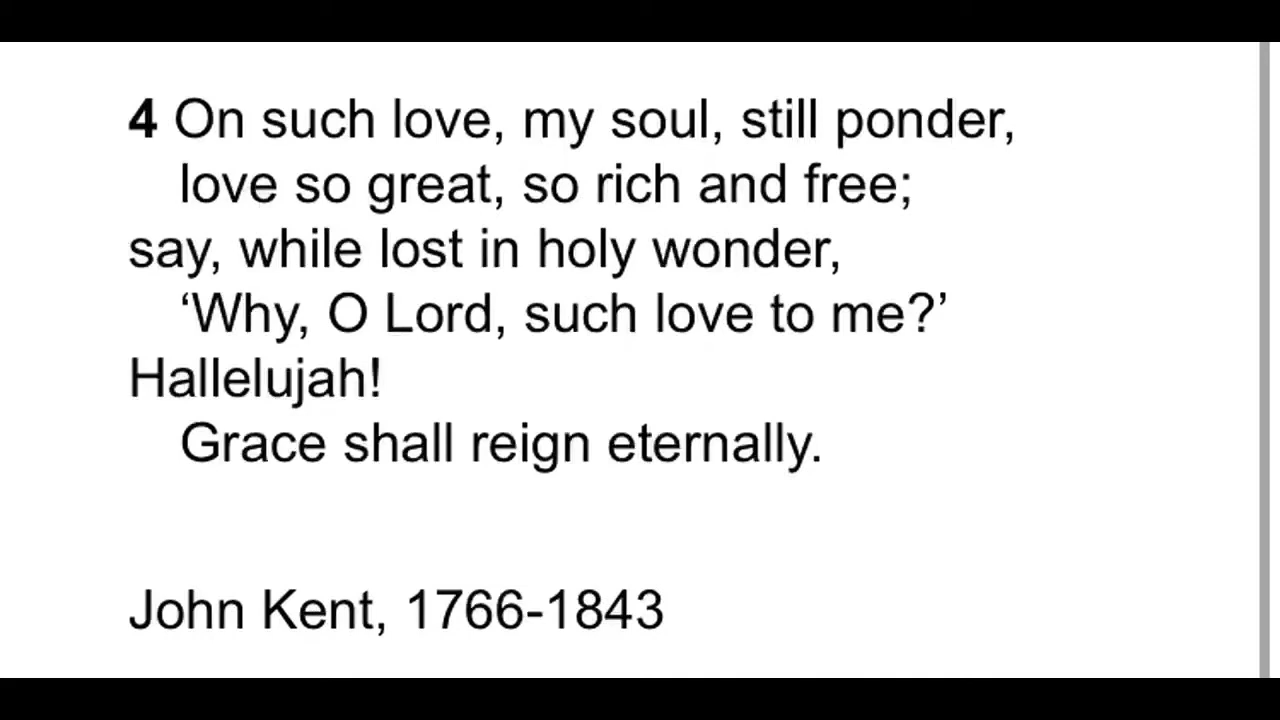 4 On such love, my soul, still ponder,
love so great, so rich and free;
say, while lost in holy wonder,
‘Why, O Lord, such love to me?’
Hallelujah!
Grace shall reign eternally.
John Kent, 1766-1843